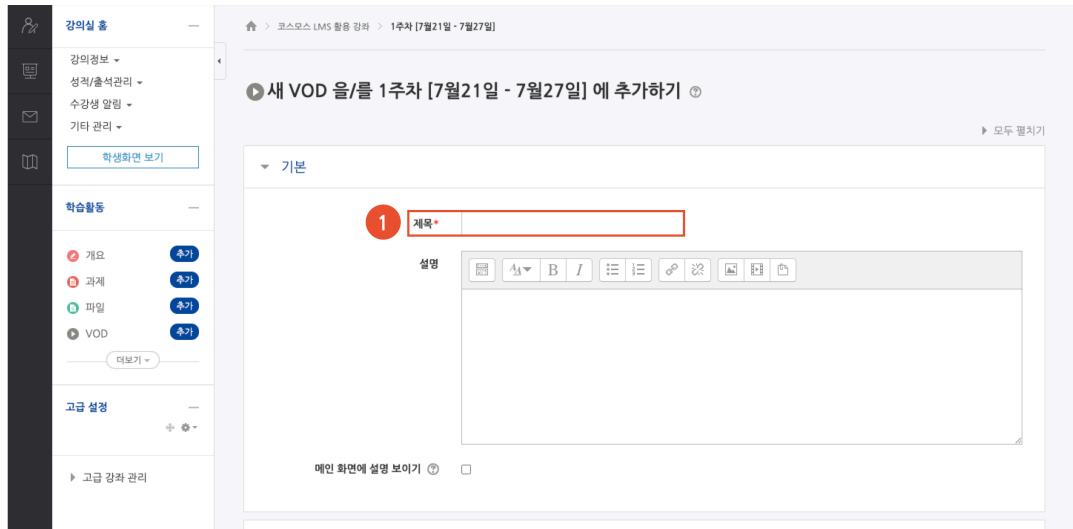 강의실 홈
강의정보
성적/출석관리
수강생 알림
기타 관리
학생화면 보기
학습활동
개요 추가
과제 추가
파일 추가
VOD 추가
더보기
고급 설정
고급 강좌 관리
코스모스 LMS 활용 강좌 > 1주차 [7월21일 - 7월27일]
새 VOD 을/를 1주차 [7월21일 - 7월27일] 에 추가하기
모두 펼치기
기본
1 제목*
설명
B I
메인 화면에 설명 보이기